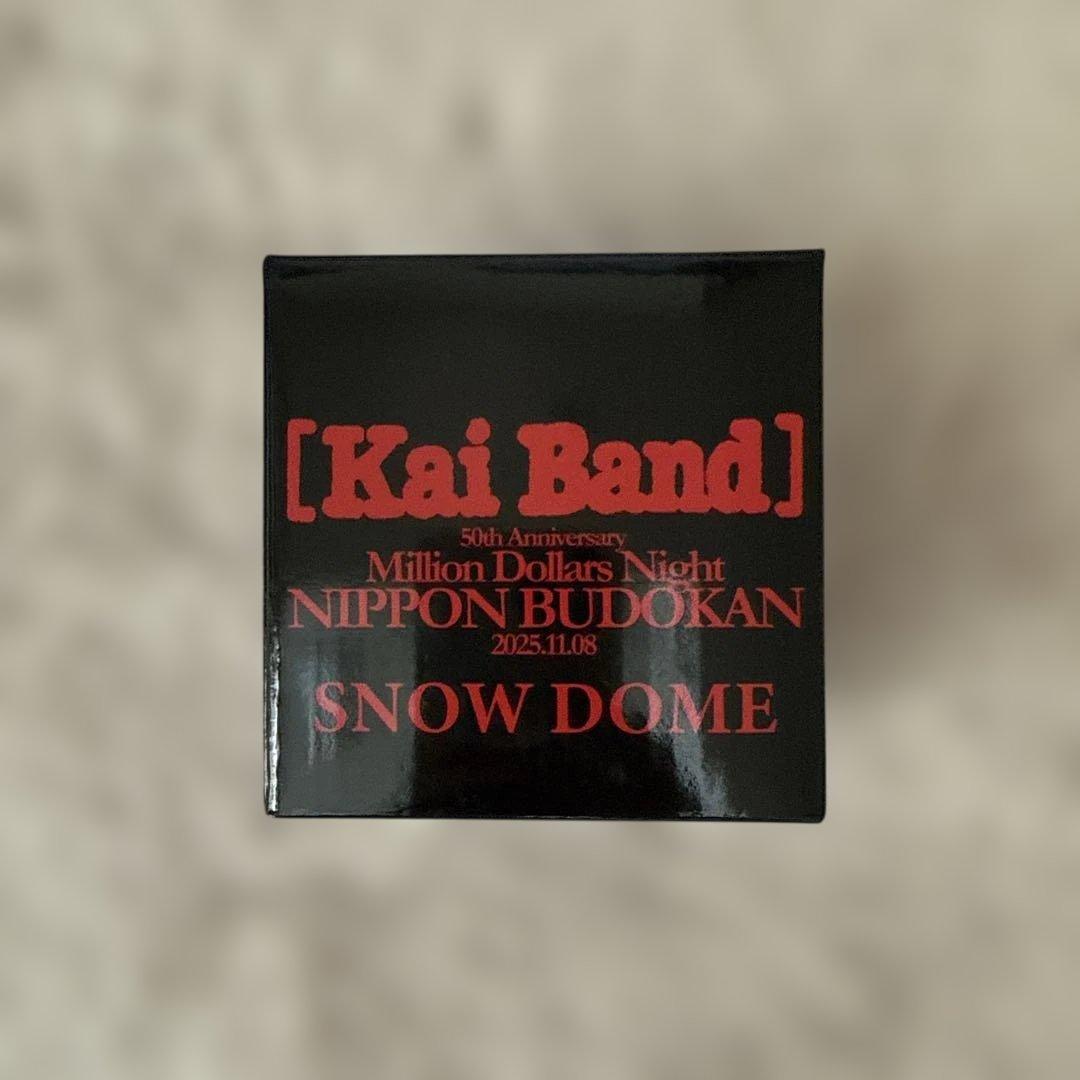 [Kai Band]
50th Anniversary
Million Dollars Night
NIPPON BUDOKAN
2025.11.08
SNOW DOME